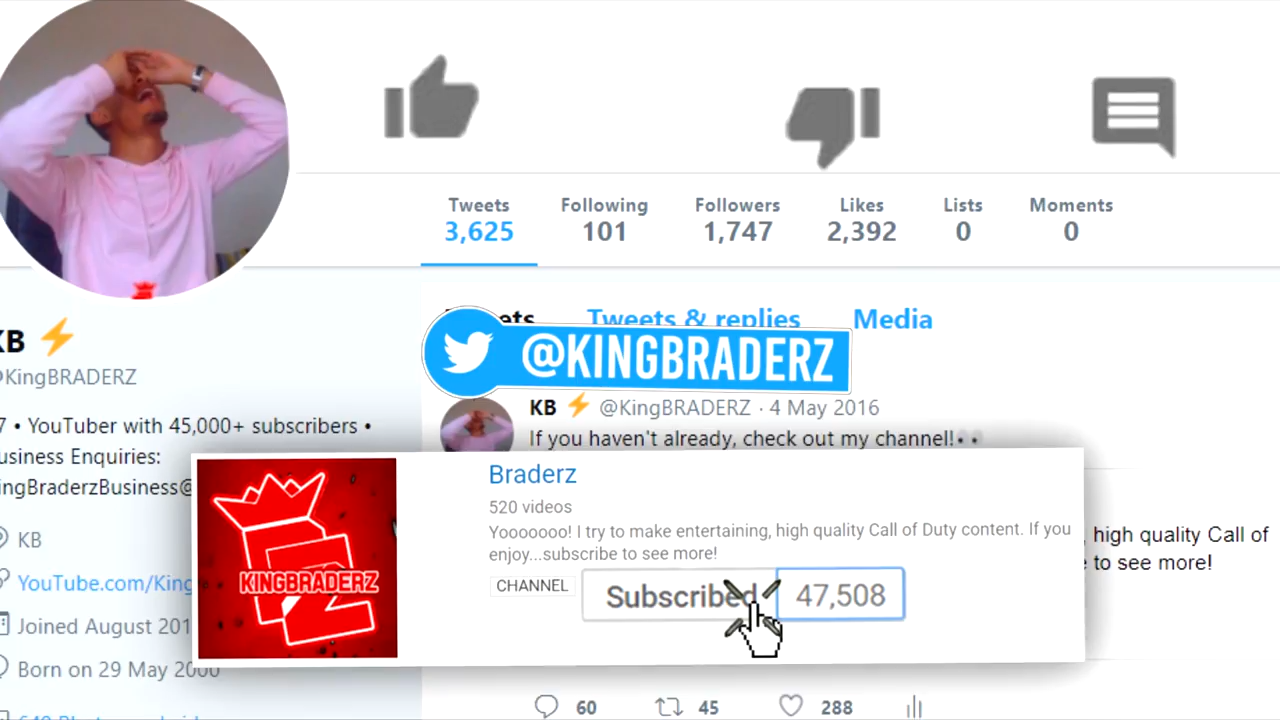 Tweets Following Followers Likes Lists Moments
3,625 101 1,747 2,392 0 0
Tweets & replies Media
@KINGBRADERZ
KB
@KingBRADERZ
KB @KingBRADERZ · 4 May 2016
If you haven't already, check out my channel!
7 • YouTuber with 45,000+ subscribers •
usiness Enquiries:
ingBraderzBusiness@
Braderz
520 videos
Yooooooo! I try to make entertaining, high quality Call of Duty content. If you
enjoy...subscribe to see more!
CHANNEL Subscribed 47,508
KINGBRADERZ
, high quality Call of
to see more!
KB
YouTube.com/King
Joined August 201
Born on 29 May 2000
60 45 288